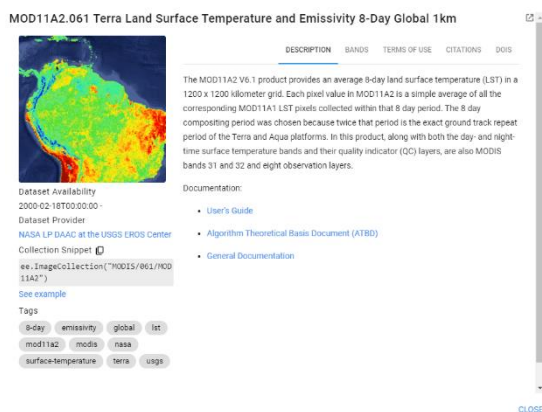 MOD11A2.061 Terra Land Surface Temperature and Emissivity 8-Day Global 1km
DESCRIPTION BANDS TERMS OF USE CITATIONS DOIS
The MOD11A2 V6.1 product provides an average 8-day land surface temperature (LST) in a
1200 x 1200 kilometer grid. Each pixel value in MOD11A2 is a simple average of all the
corresponding MOD11A1 LST pixels collected within that 8 day period. The 8 day
compositing period was chosen because twice that period is the exact ground track repeat
period of the Terra and Aqua platforms. In this product, along with both the day- and night-
time surface temperature bands and their quality indicator (QC) layers, are also MODIS
bands 31 and 32 and eight observation layers.
Documentation:
• User's Guide
• Algorithm Theoretical Basis Document (ATBD)
• General Documentation
Dataset Availability
2000-02-18T00:00:00 -
Dataset Provider
NASA LP DAAC at the USGS EROS Center
Collection Snippet
ee.ImageCollection("MODIS/061/MOD
11A2")
See example
Tags
8-day emissivity global lst
mod11a2 modis nasa
surface-temperature terra usgs
CLOSE